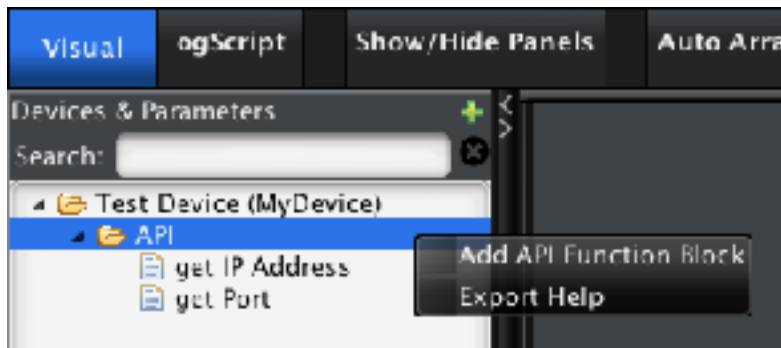 Visual ogScript Show/Hide Panels Auto Arra
Devices & Parameters
Search:
Test Device (MyDevice)
API
Add API Function Block
get IP Address
Export Help
get Port